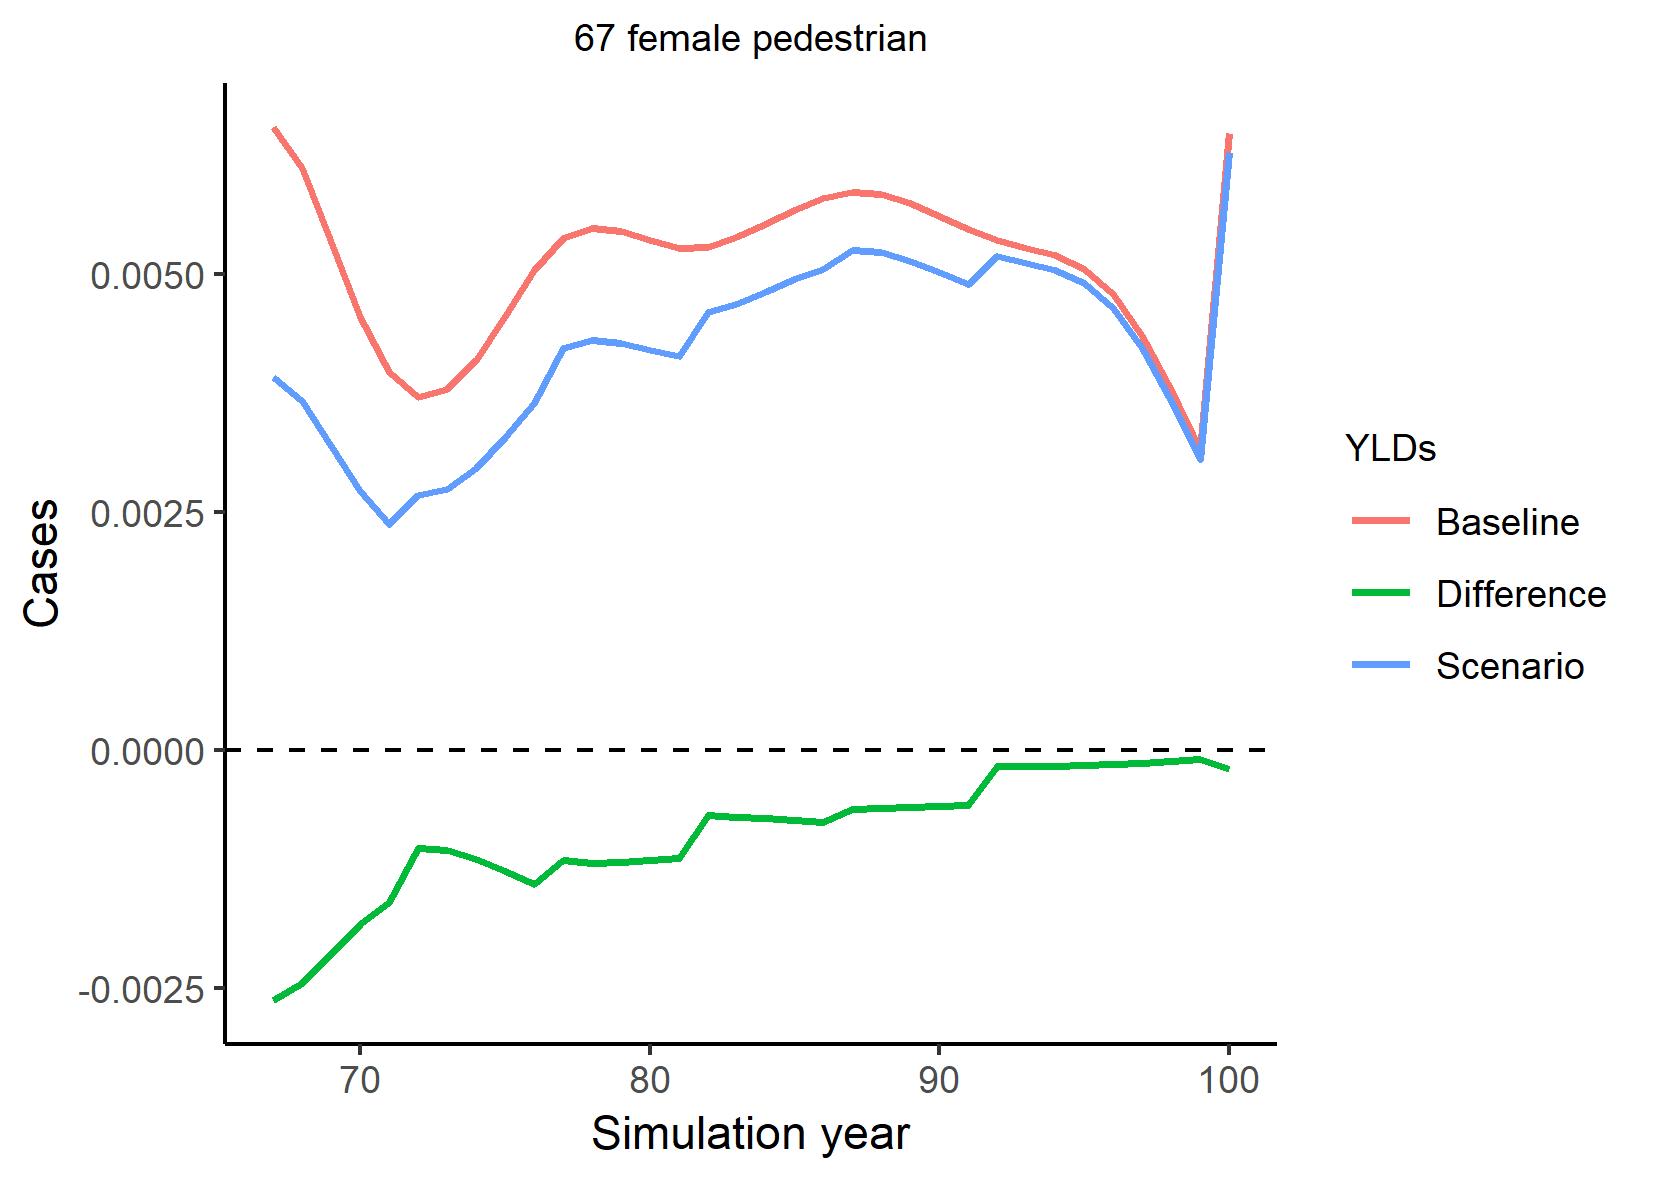 67 female pedestrian
Cases
0.0050
0.0025
0.0000
-0.0025
70 80 90 100
Simulation year
YLDs
Baseline
Difference
Scenario